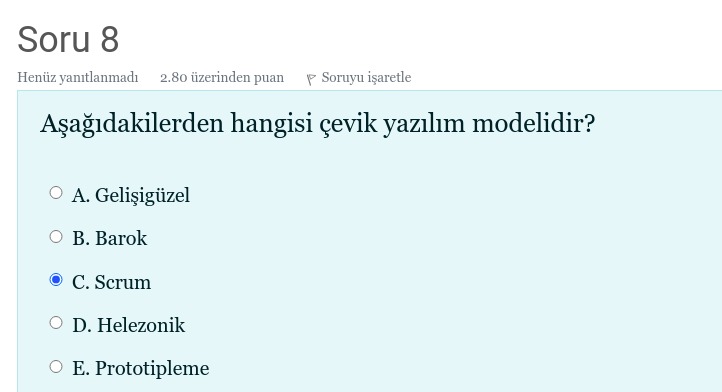 Soru 8
Henüz yanıtlanmadı 2.80 üzerinden puan Soruyu işaretle
Aşağıdakilerden hangisi çevik yazılım modelidir?
A. Gelişigüzel
B. Barok
C. Scrum
D. Helezonik
E. Prototipleme